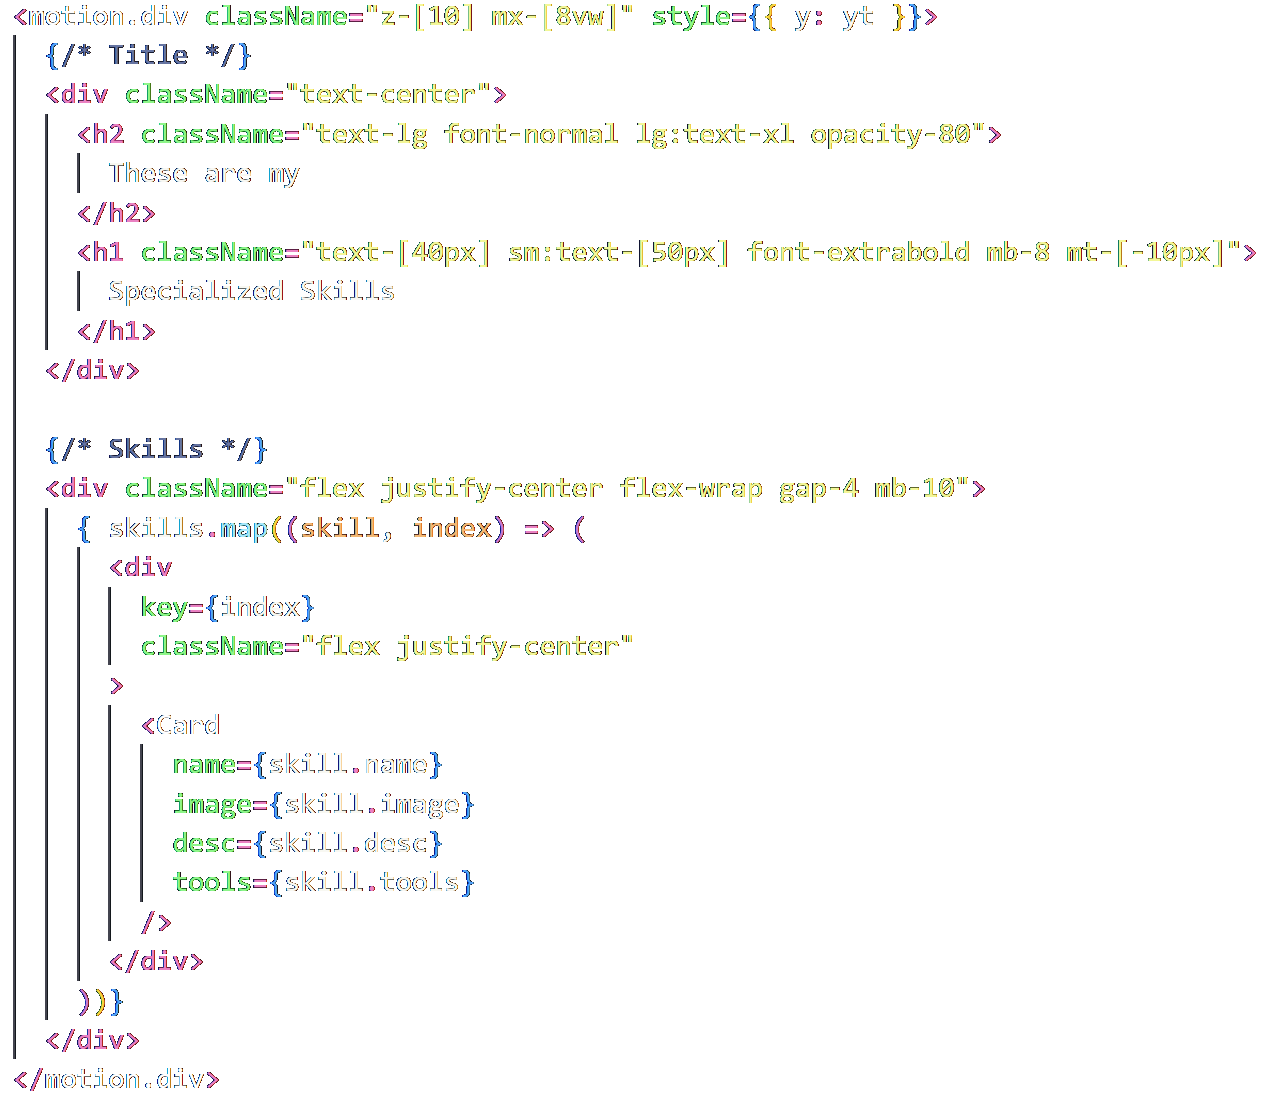 <motion.div className="z-[10] mx-[8vw]" style={{ y: yt }}>
{/* Title */}
<div className="text-center">
<h2 className="text-lg font-normal lg:text-xl opacity-80">
These are my
</h2>
<h1 className="text-[40px] sm:text-[50px] font-extrabold mb-8 mt-[-10px]">
Specialized Skills
</h1>
</div>
{/* Skills */}
<div className="flex justify-center flex-wrap gap-4 mb-10">
{ skills.map((skill, index) => (
<div
key={index}
className="flex justify-center"
>
<Card
name={skill.name}
image={skill.image}
desc={skill.desc}
tools={skill.tools}
/>
</div>
))}
</div>
</motion.div>